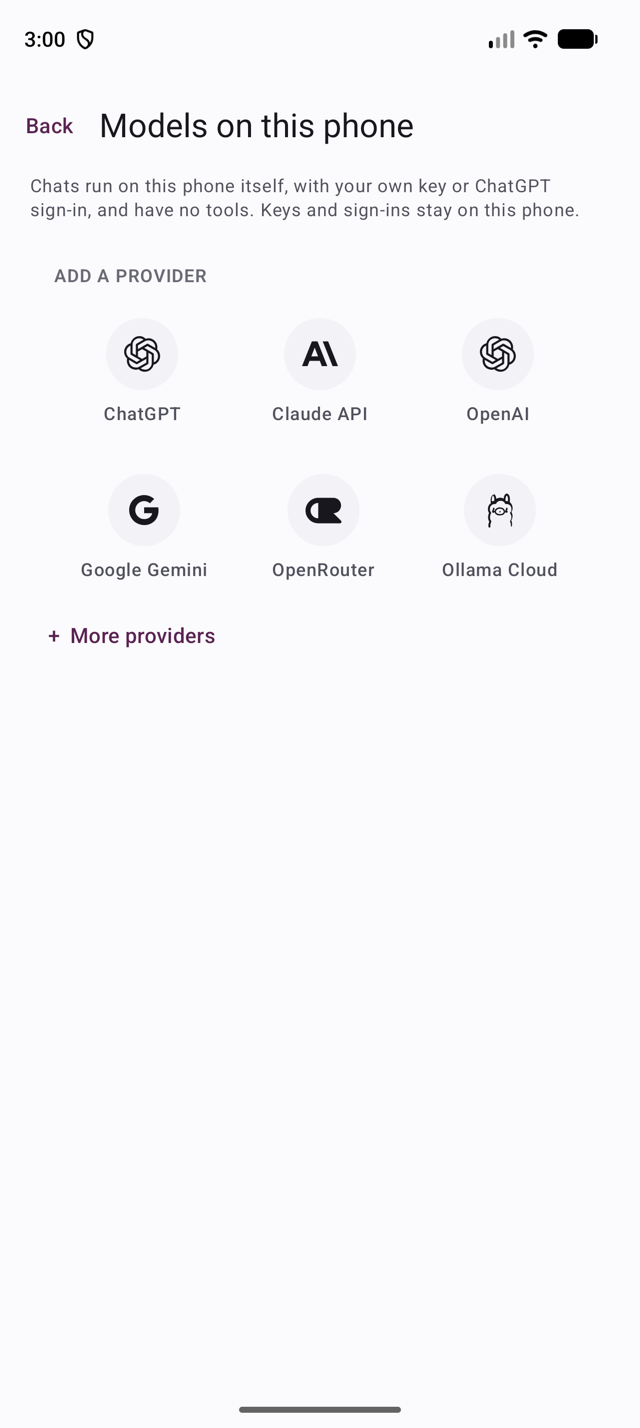 3:00
Back Models on this phone
Chats run on this phone itself, with your own key or ChatGPT
sign-in, and have no tools. Keys and sign-ins stay on this phone.
ADD A PROVIDER
ChatGPT Claude API OpenAI
Google Gemini OpenRouter Ollama Cloud
+ More providers